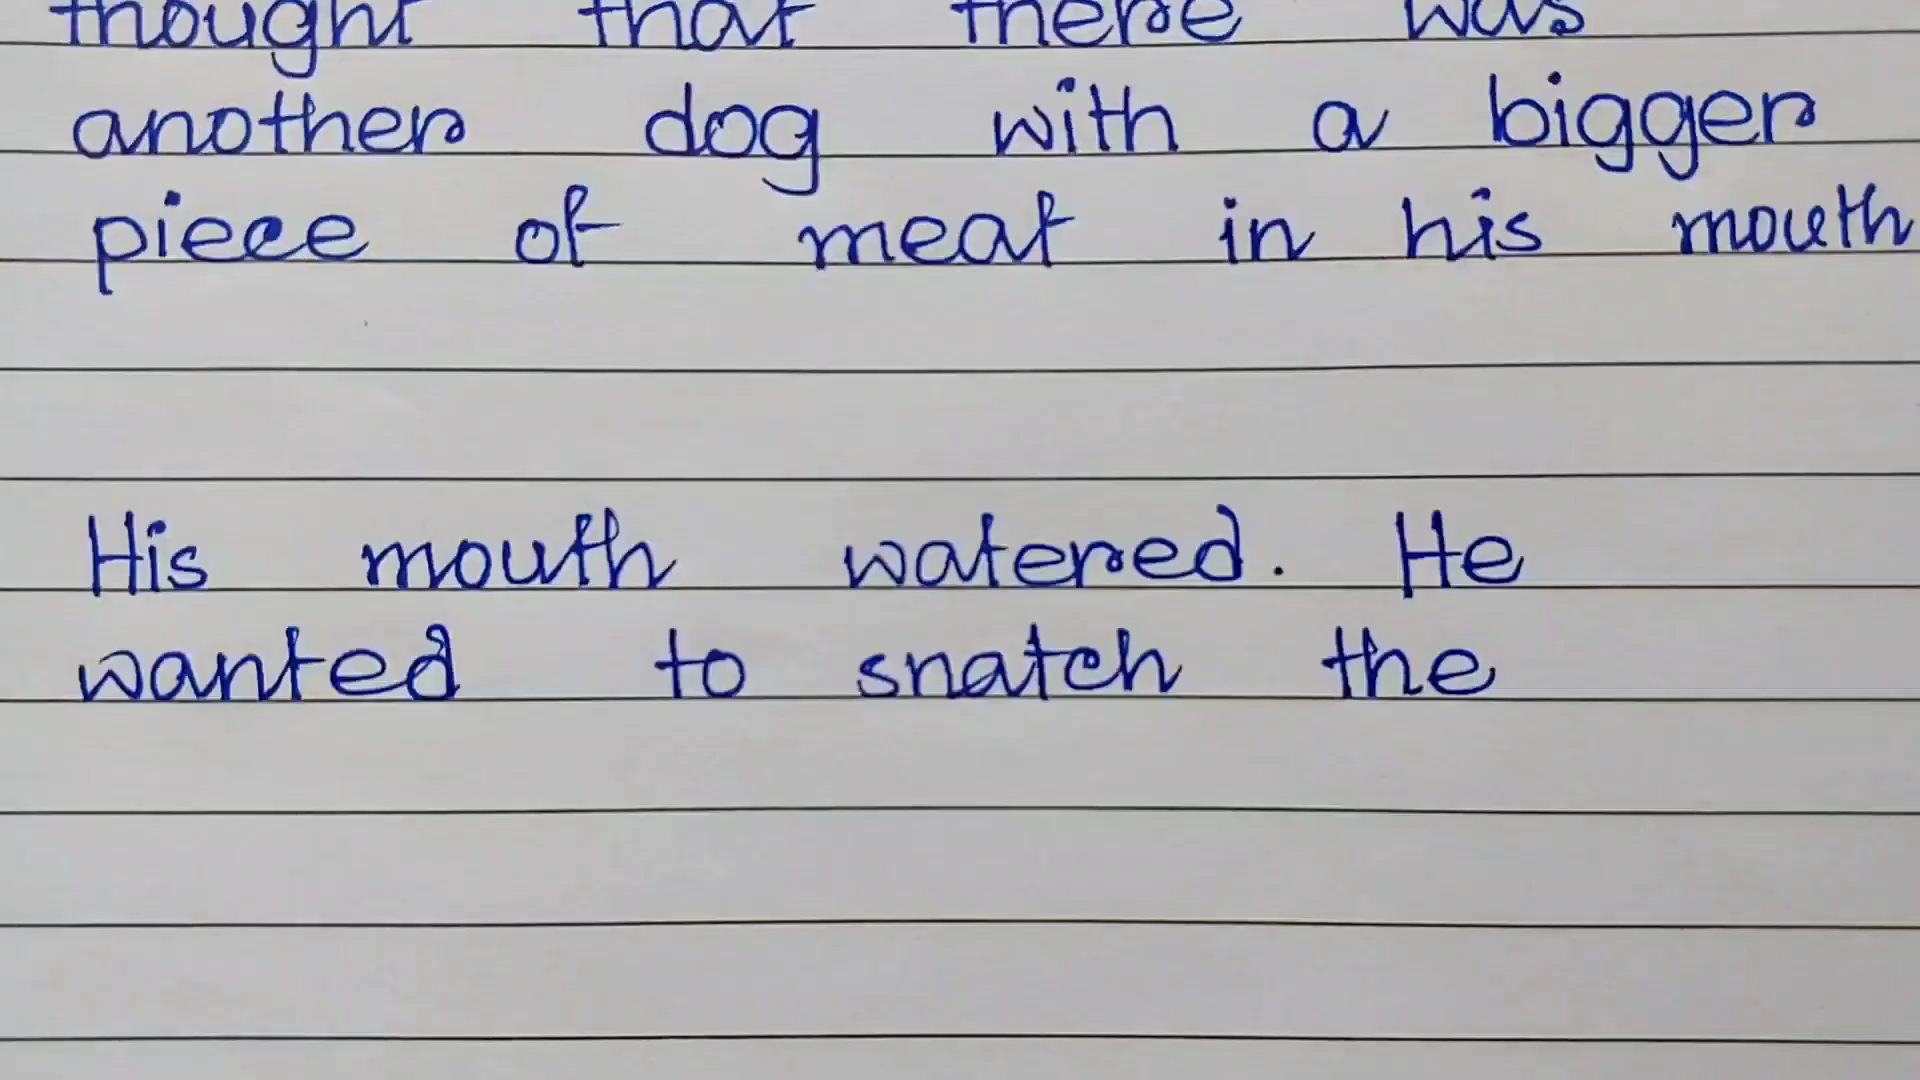 thought that there was
another dog with a bigger
piece of meat in his mouth
His mouth watered. He
wanted to snatch the